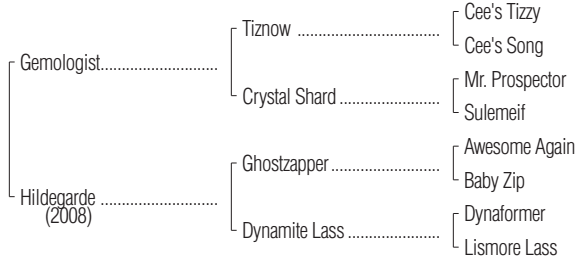 Cee's Tizzy
Tiznow
Cee's Song
Gemologist
Mr. Prospector
Crystal Shard
Sulemeif
Awesome Again
Ghostzapper
Baby Zip
Hildegarde
(2008)
Dynaformer
Dynamite Lass
Lismore Lass